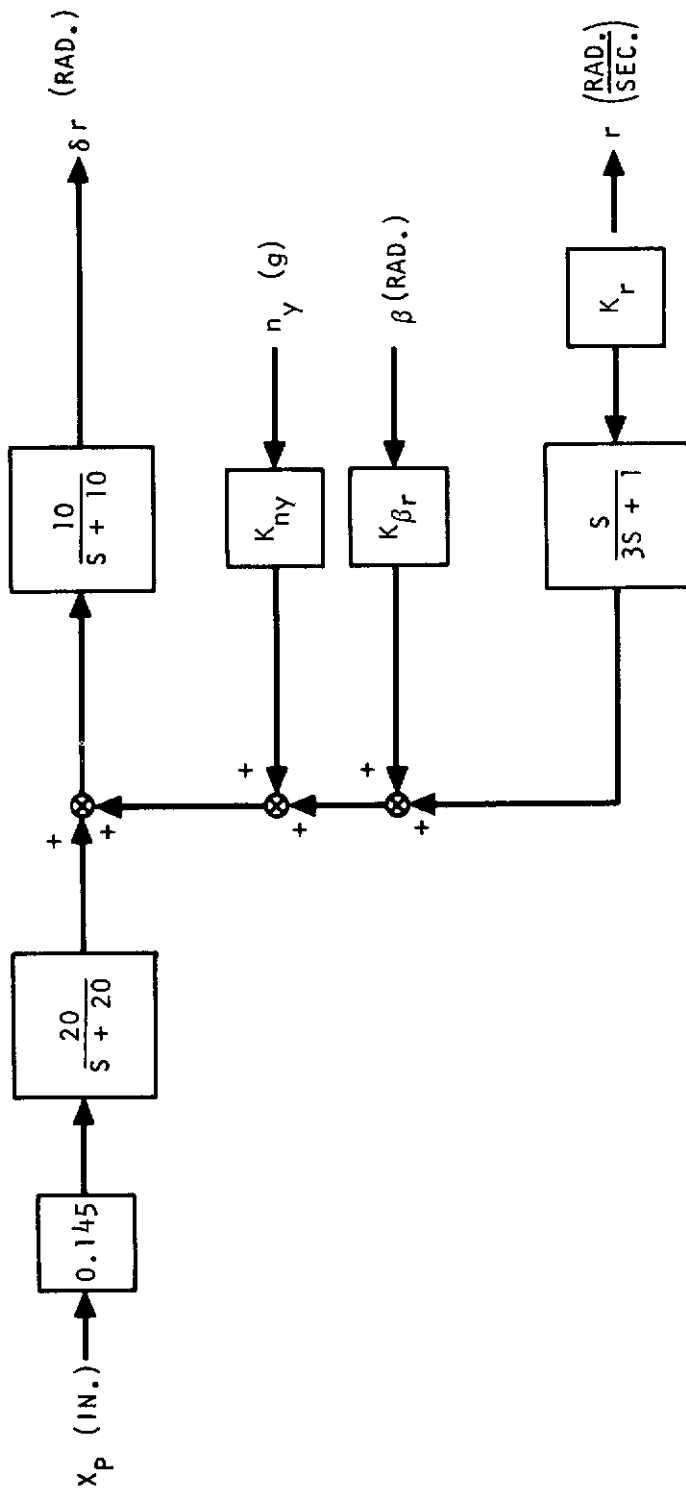 X_P (IN.)
0.145
20
S + 20
+
+
10
S + 10
δr (RAD.)
+
+
K_ny
n_y (g)
+
+
K_βr
β (RAD.)
S
3S + 1
K_r
r (RAD./SEC.)